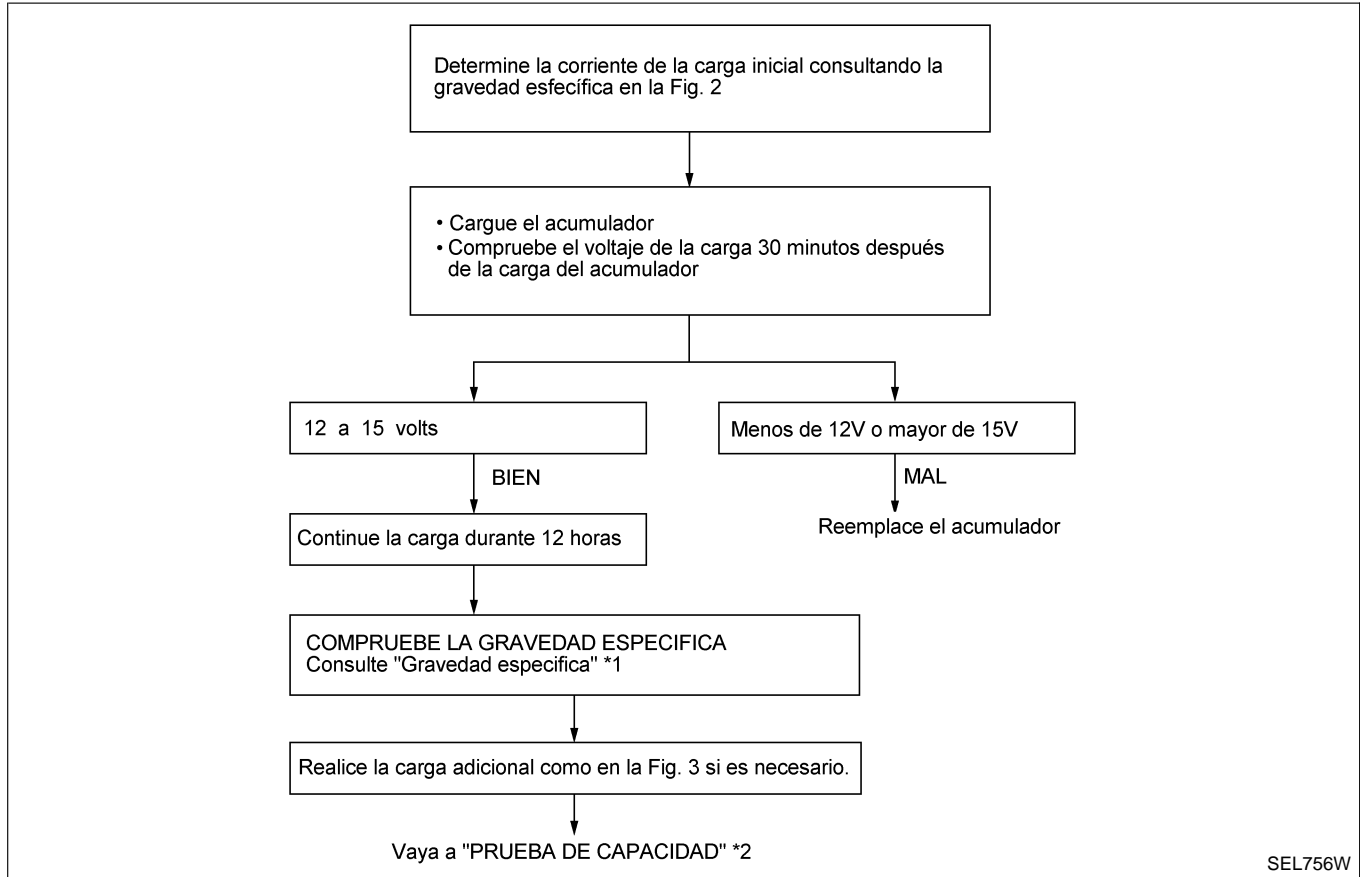 Determine la corriente de la carga inicial consultando la
gravedad esfecífica en la Fig. 2
• Cargue el acumulador
• Compruebe el voltaje de la carga 30 minutos después
de la carga del acumulador
12 a 15 volts
Menos de 12V o mayor de 15V
BIEN
MAL
Continue la carga durante 12 horas
Reemplace el acumulador
COMPRUEBE LA GRAVEDAD ESPECIFICA
Consulte "Gravedad especifica" *1
Realice la carga adicional como en la Fig. 3 si es necesario.
Vaya a "PRUEBA DE CAPACIDAD" *2
SEL756W